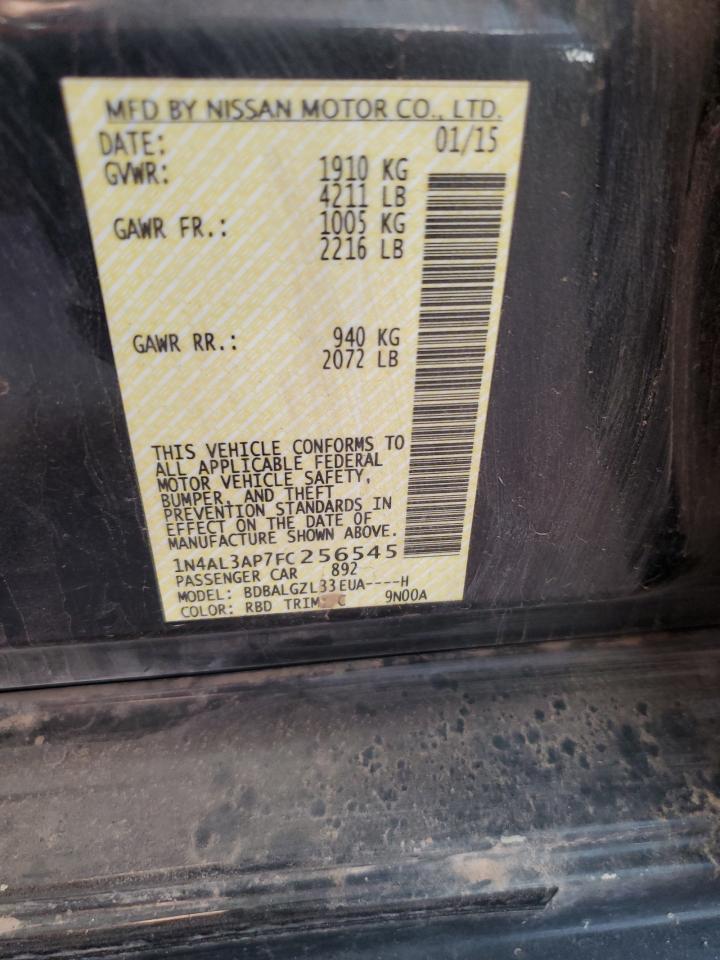 MFD BY NISSAN MOTOR CO., LTD.
DATE: 01/15
GVWR: 1910 KG
4211 LB
GAWR FR.: 1005 KG
2216 LB
GAWR RR.: 940 KG
2072 LB
THIS VEHICLE CONFORMS TO
ALL APPLICABLE FEDERAL
MOTOR VEHICLE SAFETY,
BUMPER, AND THEFT
PREVENTION STANDARDS IN
EFFECT ON THE DATE OF
MANUFACTURE SHOWN ABOVE.
1N4AL3AP7FC256545
PASSENGER CAR 892
MODEL: BDBALGZL33EUA----H
COLOR: RBD TRIM: C 9N00A